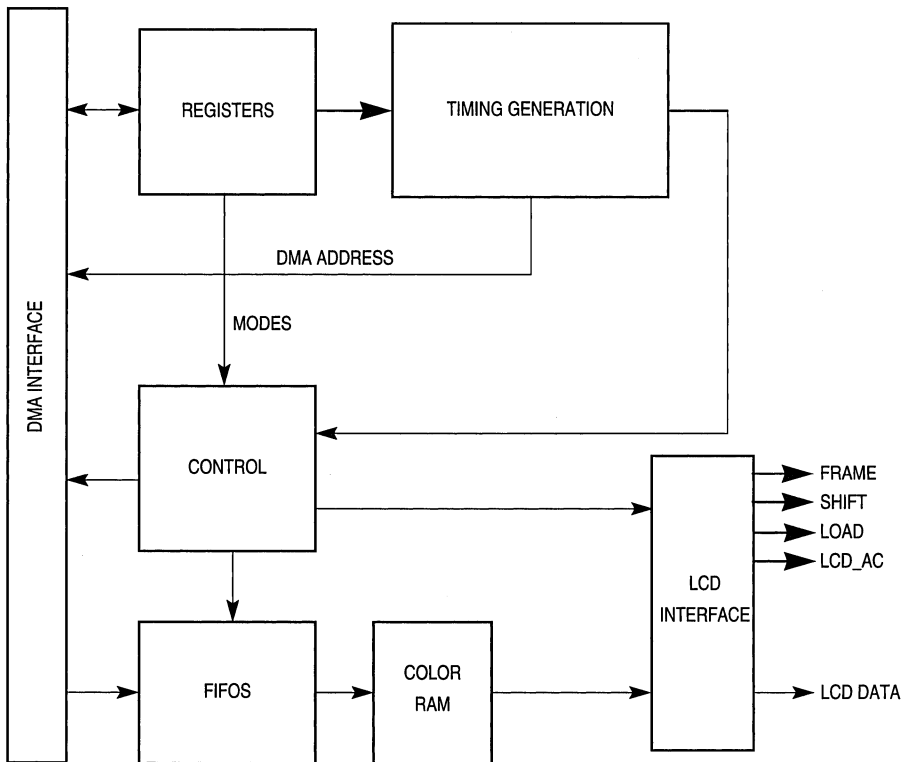 REGISTERS
TIMING GENERATION
DMA ADDRESS
MODES
DMA INTERFACE
CONTROL
FRAME
SHIFT
LOAD
LCD_AC
LCD
INTERFACE
FIFOS
COLOR
RAM
LCD DATA